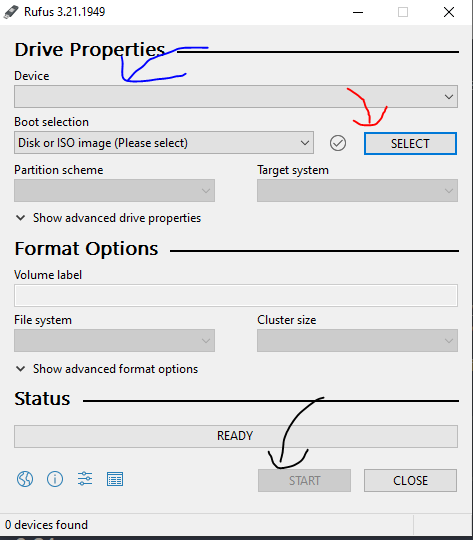 Rufus 3.21.1949
Drive Properties
Device
Boot selection
Disk or ISO image (Please select)
SELECT
Partition scheme
Target system
Show advanced drive properties
Format Options
Volume label
File system
Cluster size
Show advanced format options
Status
READY
START
CLOSE
0 devices found